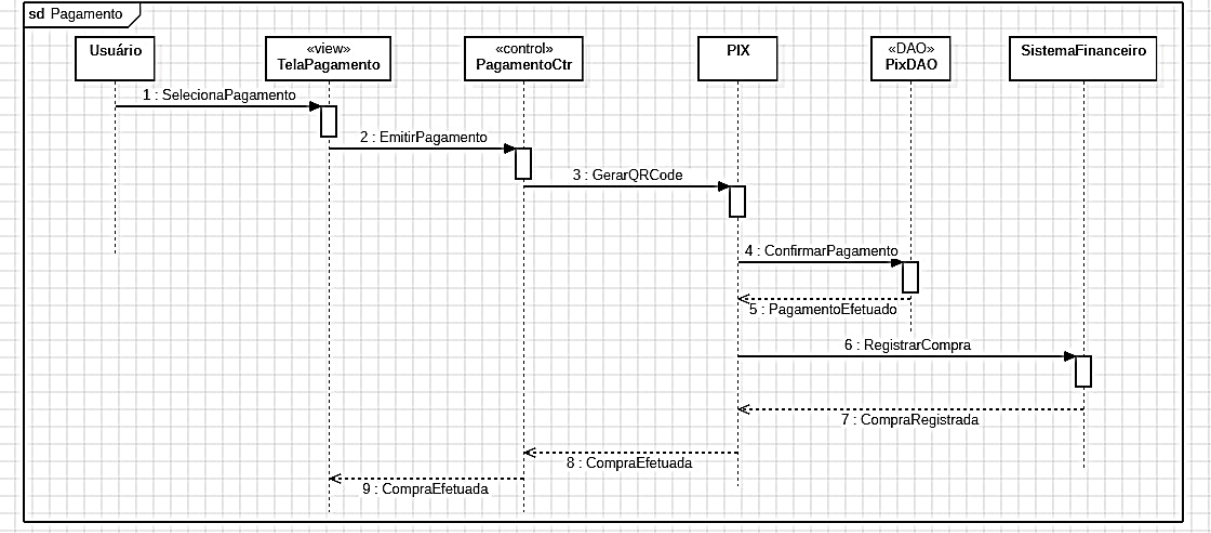 sd Pagamento
Usuário
«view»
TelaPagamento
«control»
PagamentoCtr
PIX
«DAO»
PixDAO
SistemaFinanceiro
1 : SelecionaPagamento
2 : EmitirPagamento
3 : GerarQRCode
4 : ConfirmarPagamento
5 : PagamentoEfetuado
6 : RegistrarCompra
7 : CompraRegistrada
8 : CompraEfetuada
9 : CompraEfetuada